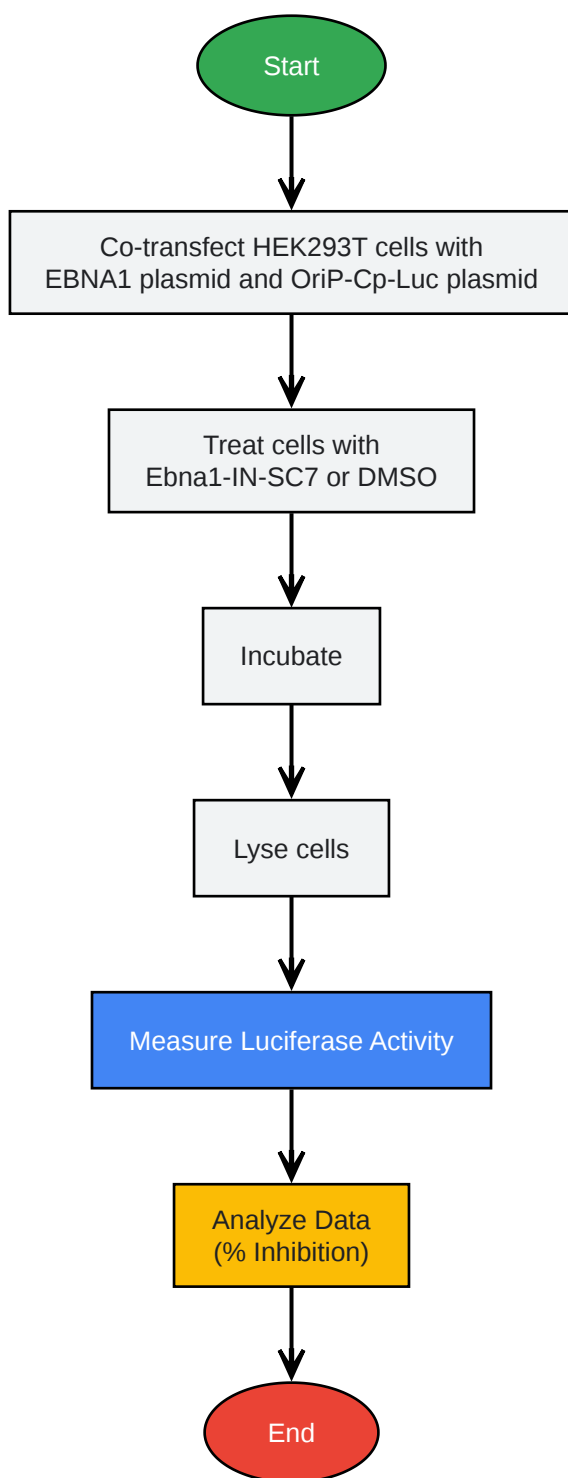 Start
Co-transfect HEK293T cells with
EBNA1 plasmid and OriP-Cp-Luc plasmid
Treat cells with
Ebna1-IN-SC7 or DMSO
Incubate
Lyse cells
Measure Luciferase Activity
Analyze Data
(% Inhibition)
End